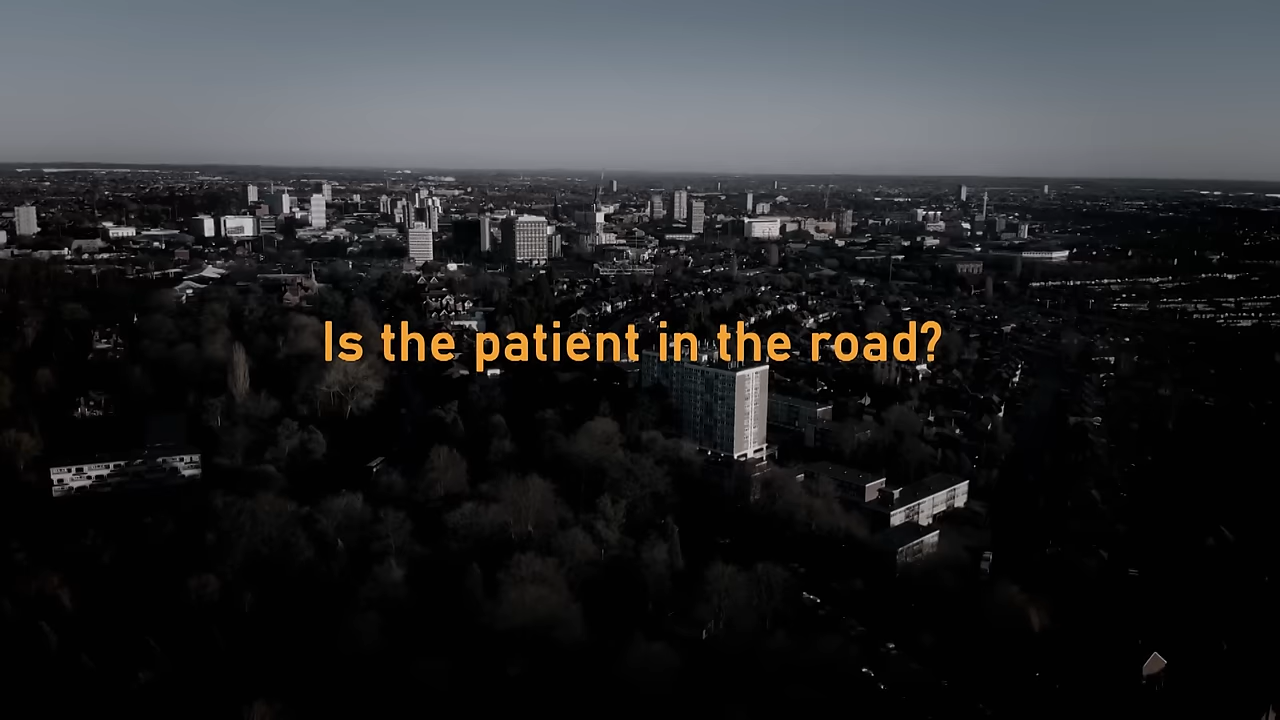 Is the patient in the road?